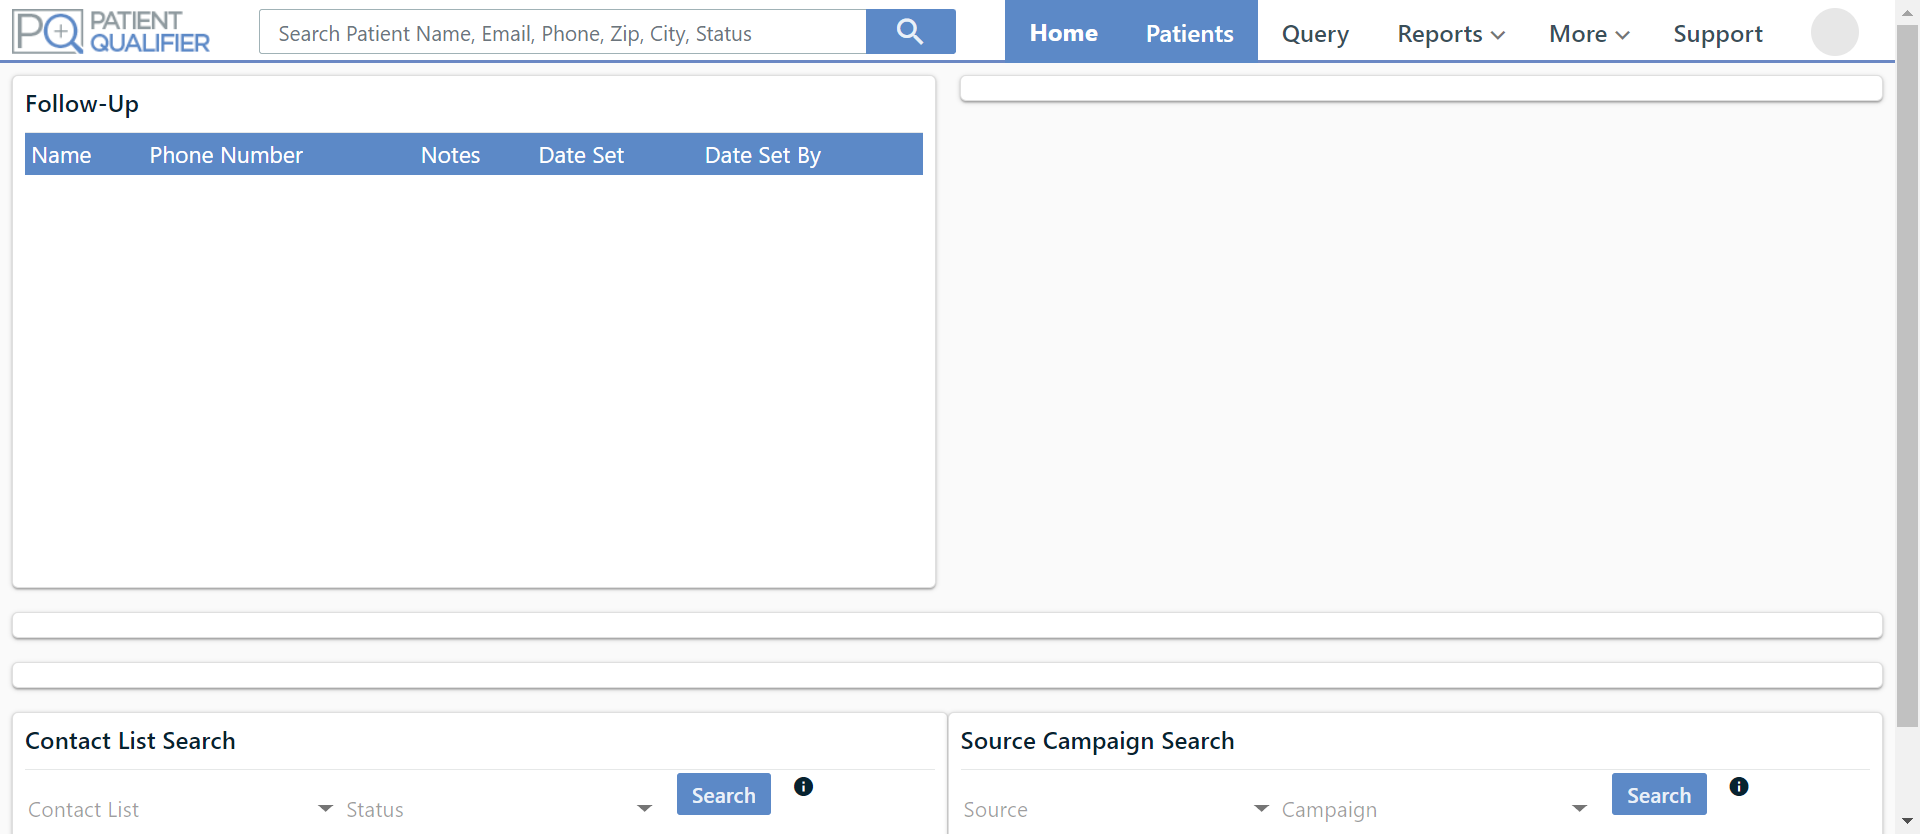 PQ PATIENT QUALIFIER
Search Patient Name, Email, Phone, Zip, City, Status
Home Patients Query Reports More Support
Follow-Up
Name Phone Number Notes Date Set Date Set By
Contact List Search
Contact List Status Search
Source Campaign Search
Source Campaign Search